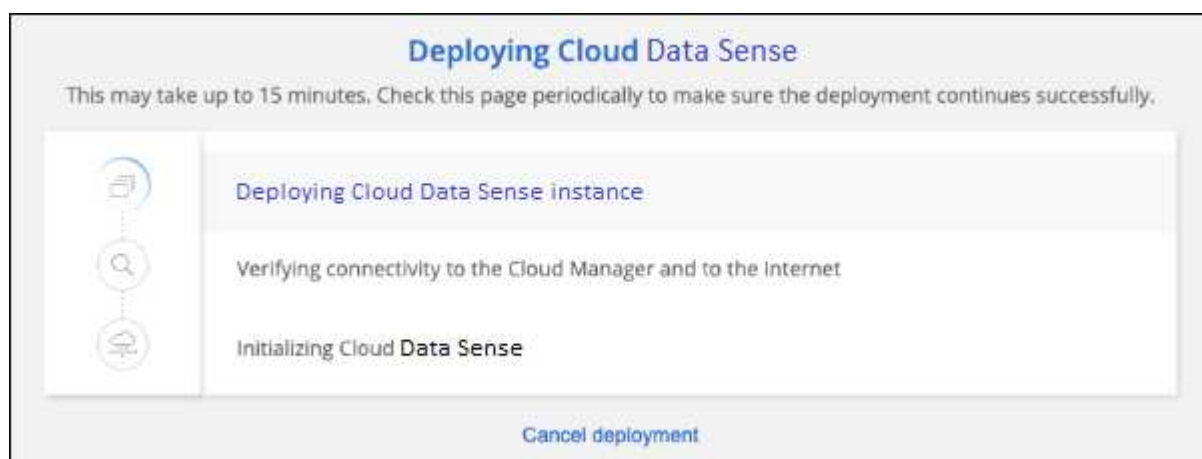 Deploying Cloud Data Sense
This may take up to 15 minutes. Check this page periodically to make sure the deployment continues successfully.
Deploying Cloud Data Sense instance
Verifying connectivity to the Cloud Manager and to the Internet
Initializing Cloud Data Sense
Cancel deployment